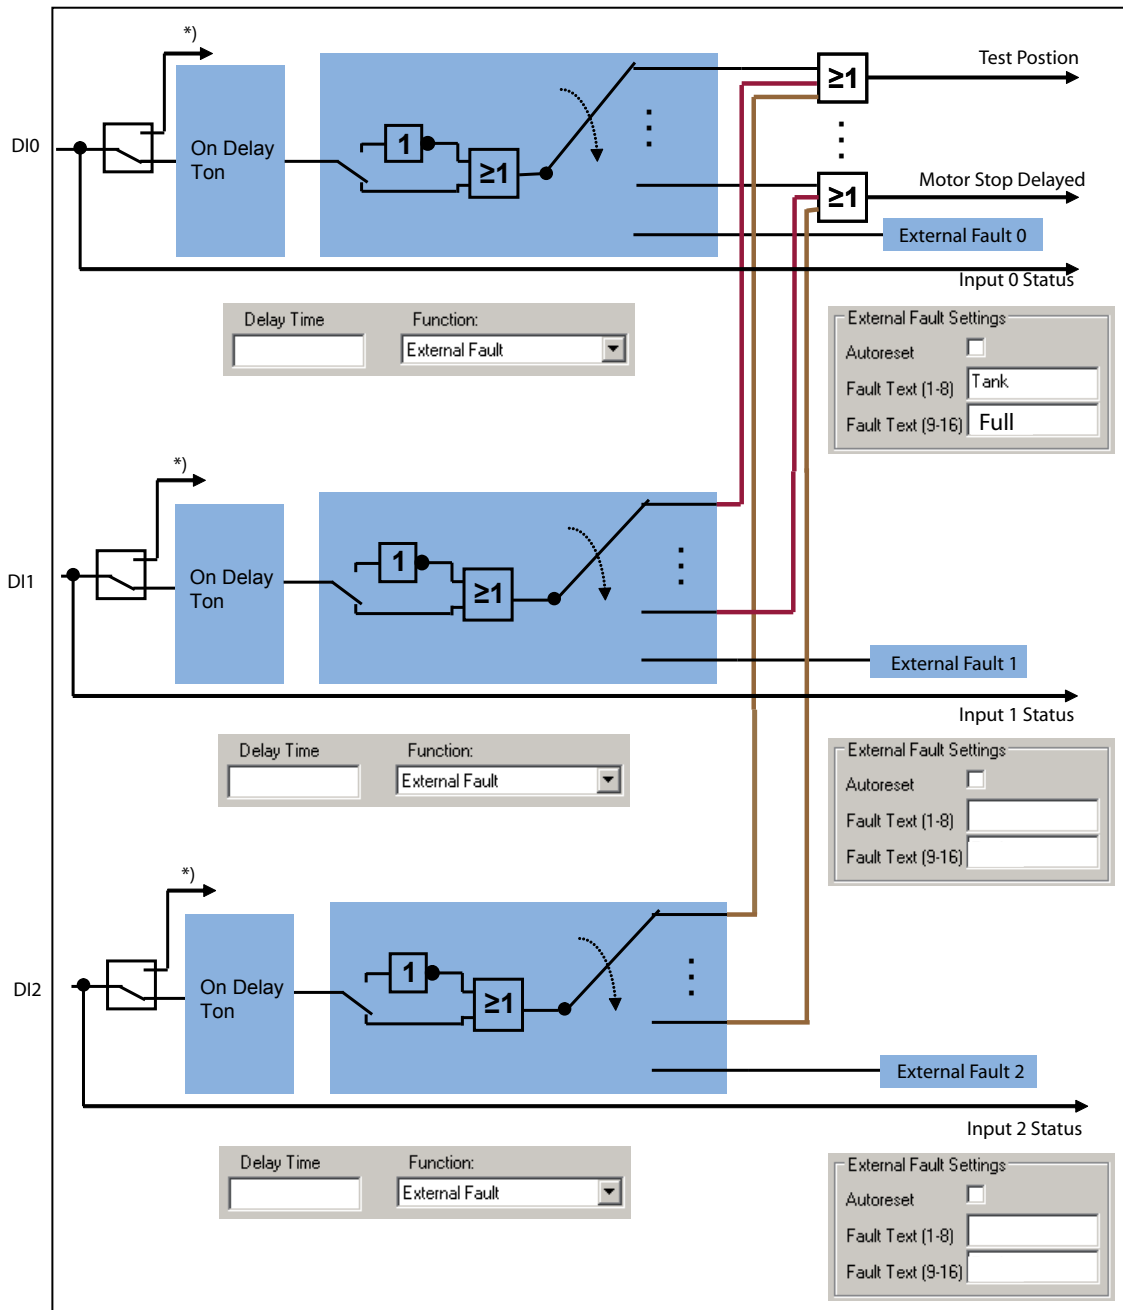 *)
Test Postion
≥1
DI0
On Delay
Ton
1
≥1
≥1
Motor Stop Delayed
External Fault 0
Input 0 Status
Delay Time
Function:
External Fault
External Fault Settings
Autoreset
Fault Text (1-8)
Tank
Fault Text (9-16)
Full
*)
DI1
On Delay
Ton
1
≥1
External Fault 1
Input 1 Status
Delay Time
Function:
External Fault
External Fault Settings
Autoreset
Fault Text (1-8)
Fault Text (9-16)
*)
DI2
On Delay
Ton
1
≥1
External Fault 2
Input 2 Status
Delay Time
Function:
External Fault
External Fault Settings
Autoreset
Fault Text (1-8)
Fault Text (9-16)